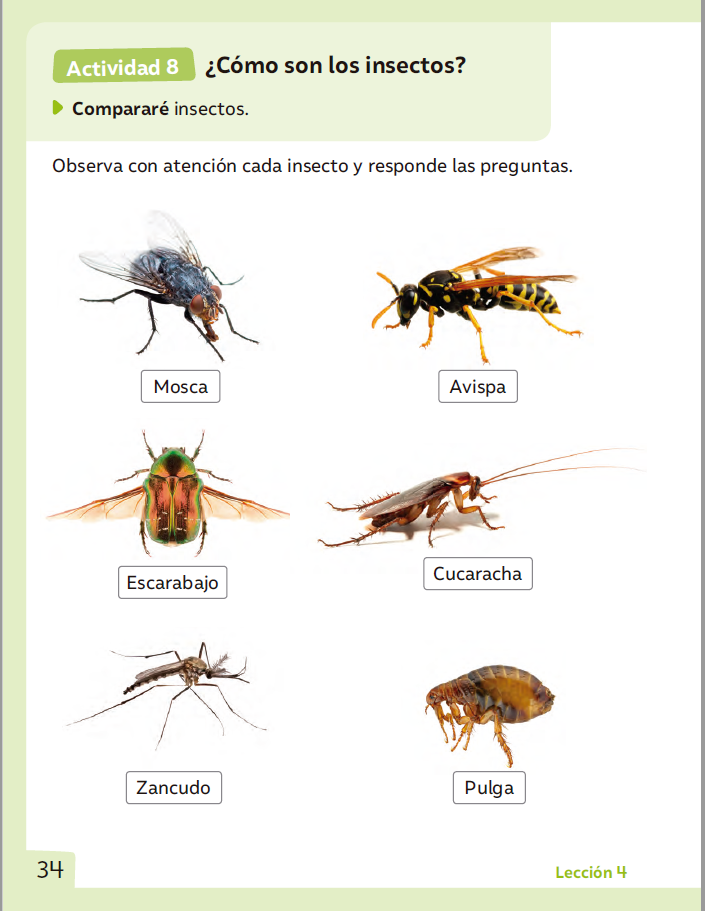 Actividad 8 ¿Cómo son los insectos?
Compararé insectos.
Observa con atención cada insecto y responde las preguntas.
Mosca
Avispa
Escarabajo
Cucaracha
Zancudo
Pulga
34
Lección 4